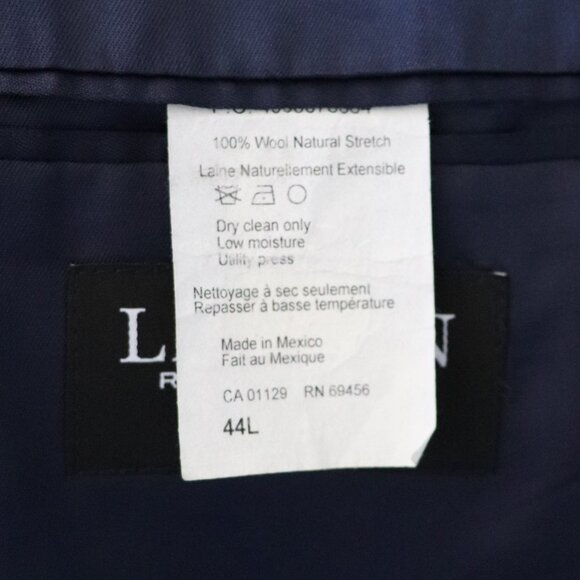 100% Wool Natural Stretch
Laine Naturellement Extensible
Dry clean only
Low moisture
Utility press
Nettoyage à sec seulement
Repasser à basse température
Made in Mexico
Fait au Mexique
CA 01129 RN 69456
44L